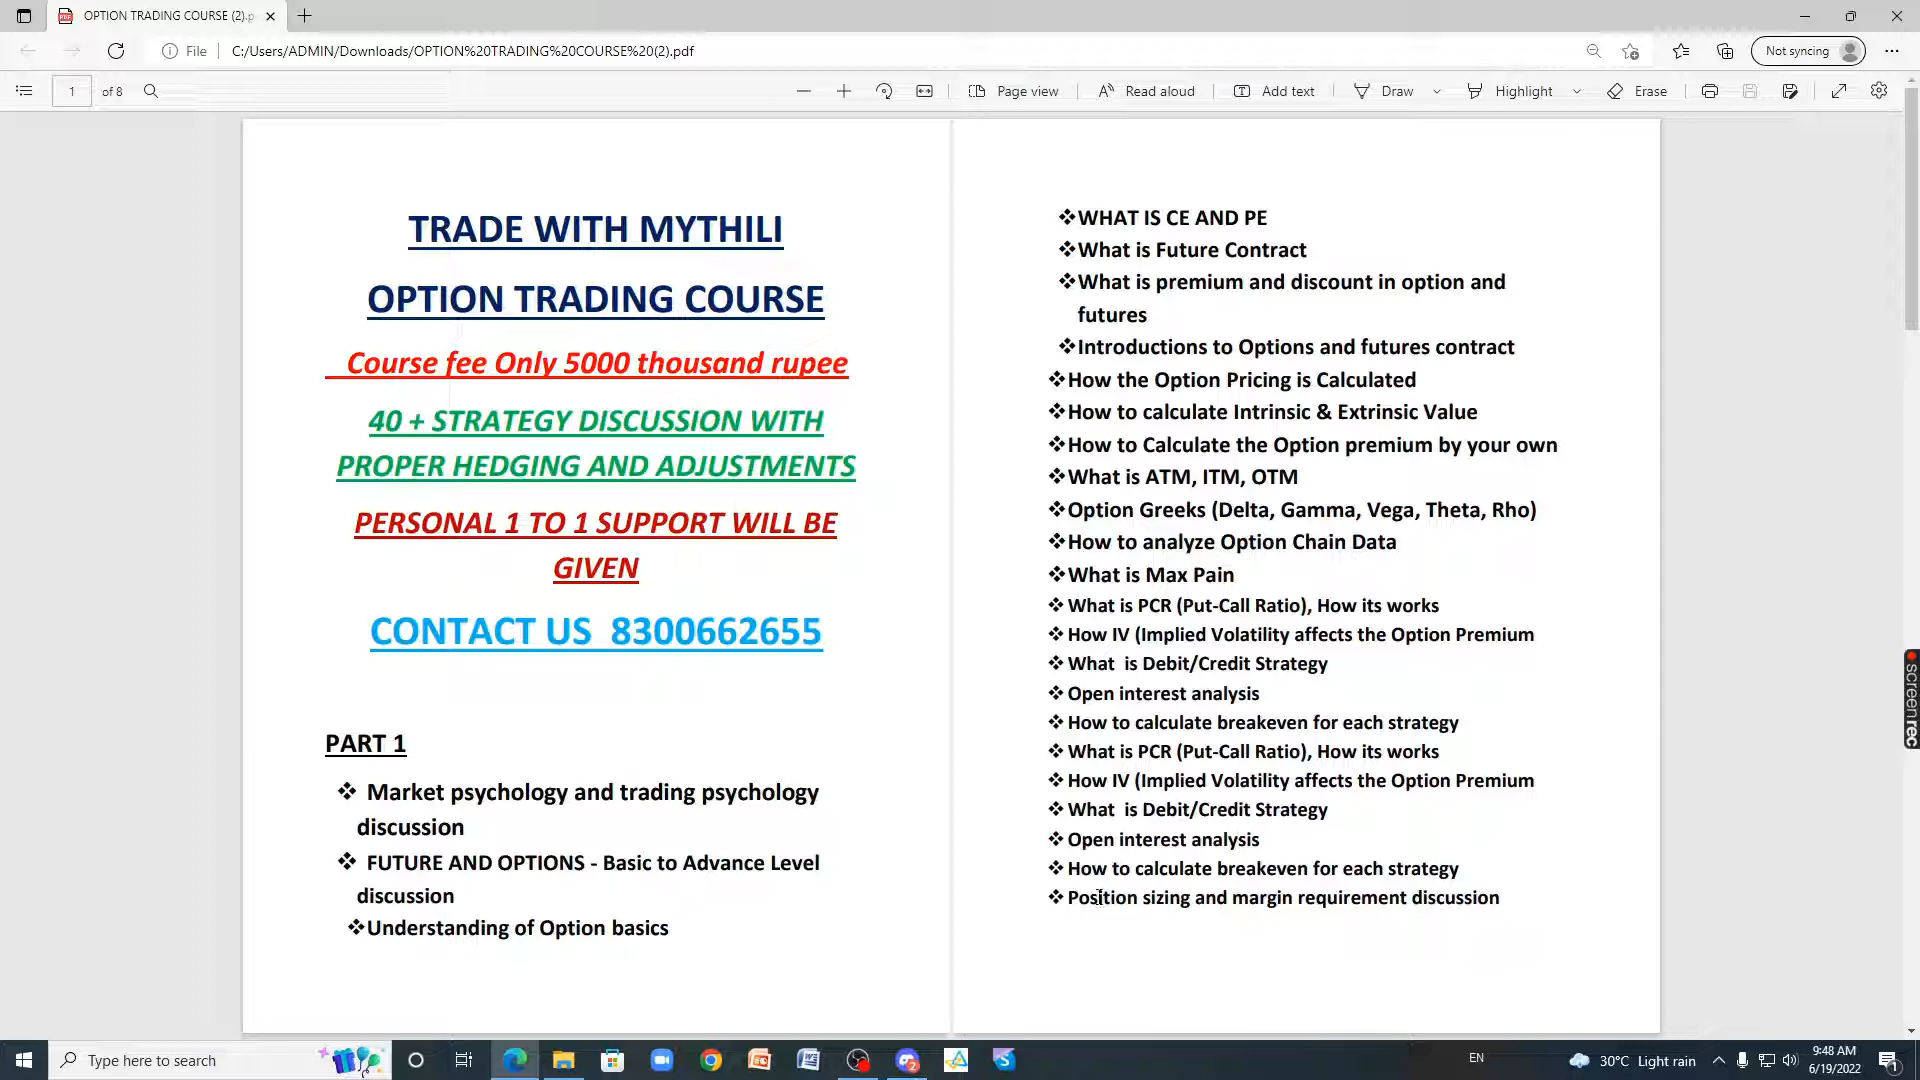 OPTION TRADING COURSE (2).p
File
C:/Users/ADMIN/Downloads/OPTION%20TRADING%20COURSE%20(2).pdf
Not syncing
1 of 8
Page view
Read aloud
Add text
Draw
Highlight
Erase
TRADE WITH MYTHILI
OPTION TRADING COURSE
Course fee Only 5000 thousand rupee
40 + STRATEGY DISCUSSION WITH
PROPER HEDGING AND ADJUSTMENTS
PERSONAL 1 TO 1 SUPPORT WILL BE
GIVEN
CONTACT US 8300662655
PART 1
❖ Market psychology and trading psychology
discussion
❖ FUTURE AND OPTIONS - Basic to Advance Level
discussion
❖Understanding of Option basics
❖WHAT IS CE AND PE
❖What is Future Contract
❖What is premium and discount in option and
futures
❖Introductions to Options and futures contract
❖How the Option Pricing is Calculated
❖How to calculate Intrinsic & Extrinsic Value
❖How to Calculate the Option premium by your own
❖What is ATM, ITM, OTM
❖Option Greeks (Delta, Gamma, Vega, Theta, Rho)
❖How to analyze Option Chain Data
❖What is Max Pain
❖What is PCR (Put-Call Ratio), How its works
❖How IV (Implied Volatility affects the Option Premium
❖What is Debit/Credit Strategy
❖Open interest analysis
❖How to calculate breakeven for each strategy
❖What is PCR (Put-Call Ratio), How its works
❖How IV (Implied Volatility affects the Option Premium
❖What is Debit/Credit Strategy
❖Open interest analysis
❖How to calculate breakeven for each strategy
❖Position sizing and margin requirement discussion
screenrec
Type here to search
EN
30°C Light rain
9:48 AM
6/19/2022